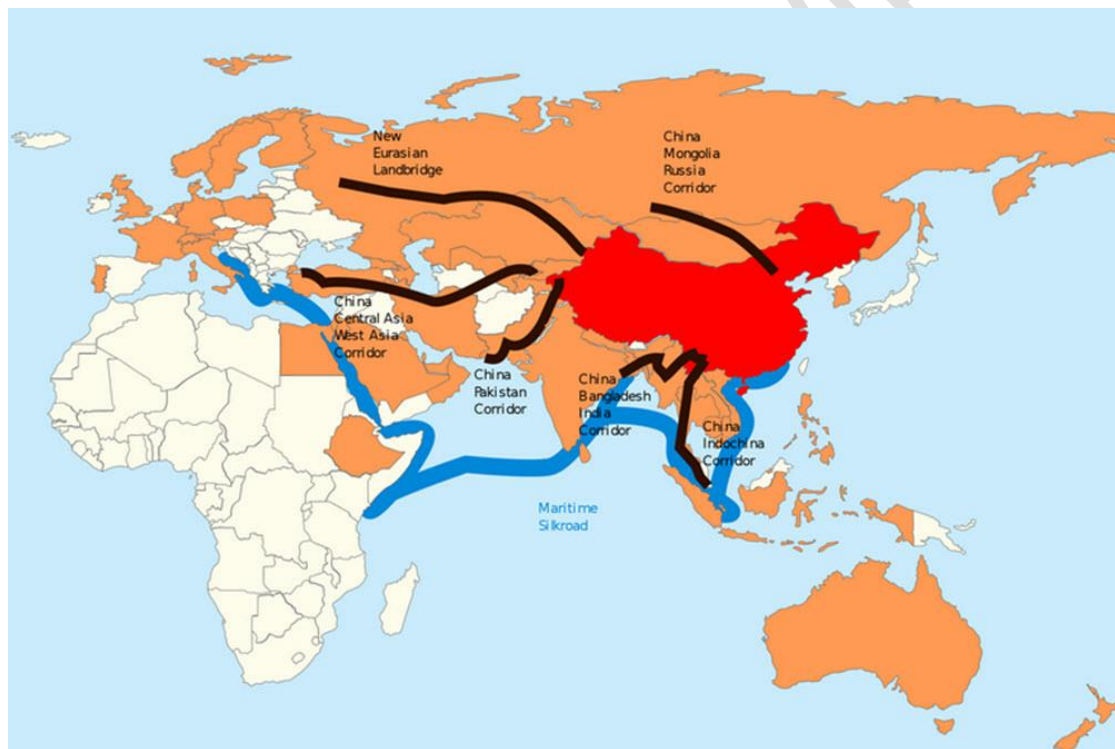 New
Eurasian
Landbridge
China
Mongolia
Russia
Corridor
China
Central Asia
West Asia
Corridor
China
Pakistan
Corridor
China
Bangladesh
India
Corridor
China
Indochina
Corridor
Maritime
Silkroad